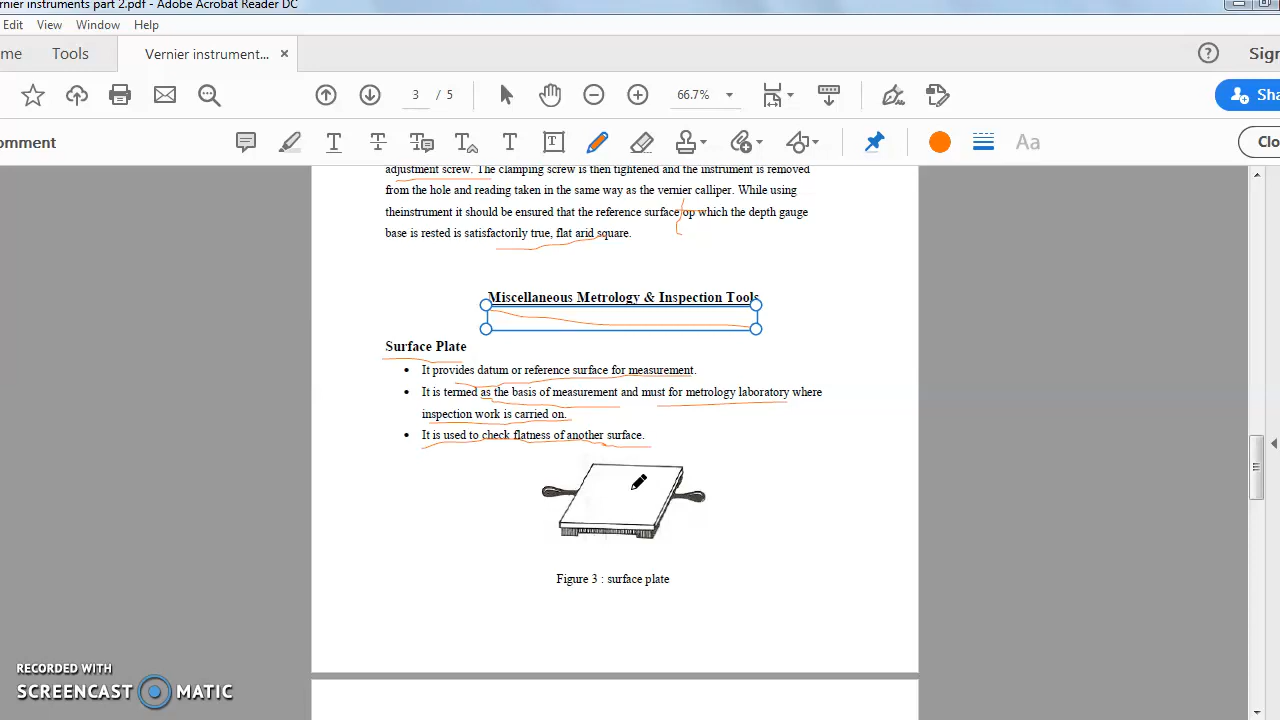 ernier instruments part 2.pdf - Adobe Acrobat Reader DC
Edit View Window Help
me Tools Vernier instrument... × ? Sign
3 / 5 66.7% Sha
omment T T T T T T Aa Clo
adjustment screw. The clamping screw is then tightened and the instrument is removed
from the hole and reading taken in the same way as the vernier calliper. While using
theinstrument it should be ensured that the reference surface op which the depth gauge
base is rested is satisfactorily true, flat arid square.
Miscellaneous Metrology & Inspection Tools
Surface Plate
• It provides datum or reference surface for measurement.
• It is termed as the basis of measurement and must for metrology laboratory where
inspection work is carried on.
• It is used to check flatness of another surface.
Figure 3 : surface plate
RECORDED WITH
SCREENCAST MATIC